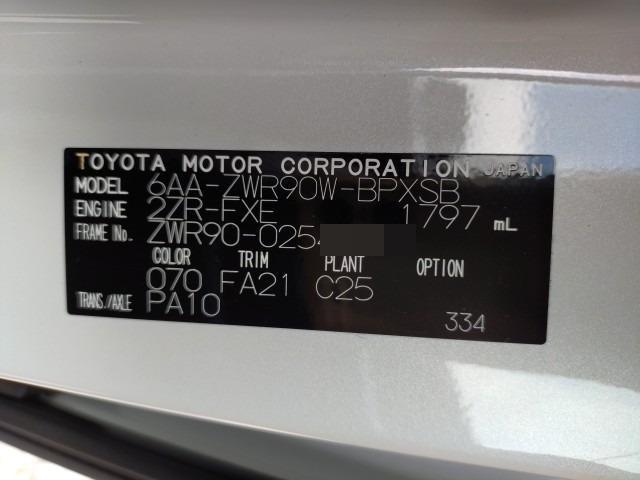 TOYOTA MOTOR CORPORATION JAPAN
MODEL 6AA-ZWR90W-BPXSB
ENGINE 2ZR-FXE 1797 mL
FRAME No. ZWR90-025
COLOR TRIM PLANT OPTION
070 FA21 C25
TRANS./AXLE PA10
334